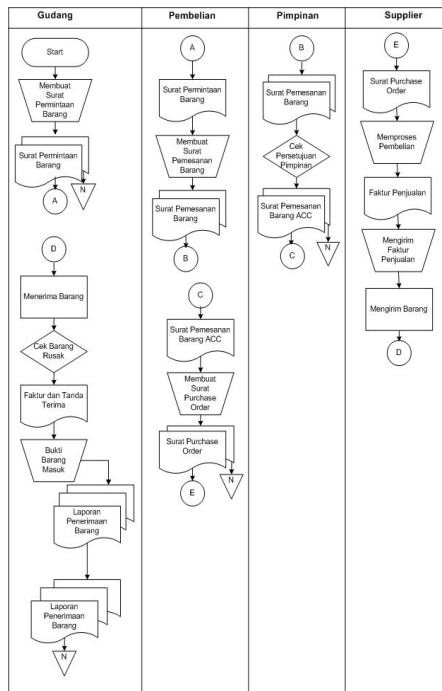 Gudang
Start
Membuat
Surat
Permintaan
Barang
Surat Permintaan
Barang
N
A
D
Menerima Barang
Cek Barang
Rusak
Faktur dan Tanda
Terima
Bukti
Barang
Masuk
Laporan
Penerimaan
Barang
Laporan
Penerimaan
Barang
N
Pembelian
A
Surat Permintaan
Barang
Membuat
Surat
Pemesanan
Barang
Surat Pemesanan
Barang
B
C
Surat Pemesanan
Barang ACC
Membuat
Surat
Purchase
Order
Surat Purchase
Order
N
E
Pimpinan
B
Surat Pemesanan
Barang
Cek
Persetujuan
Pimpinan
Surat Pemesanan
Barang ACC
N
C
Supplier
E
Surat Purchase
Order
Memproses
Pembelian
Faktur Penjualan
Mengirim
Faktur
Penjualan
Mengirim Barang
D